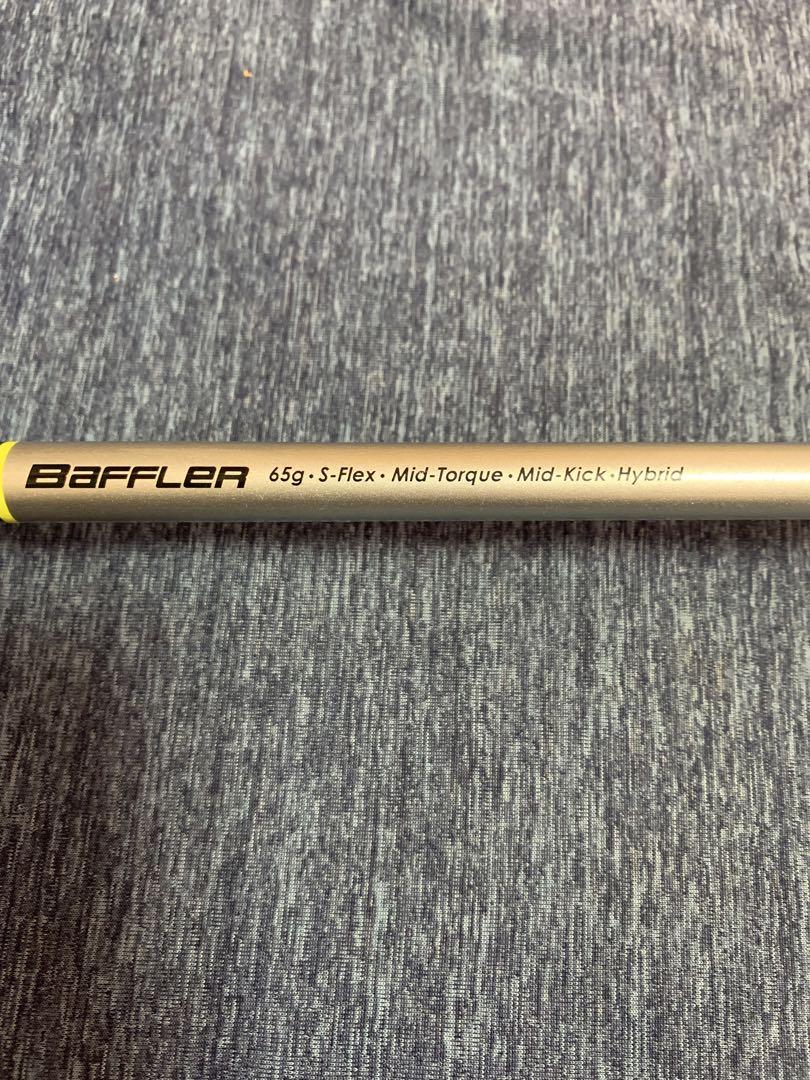 BAFFLER 65g · S-Flex · Mid-Torque · Mid-Kick · Hybrid